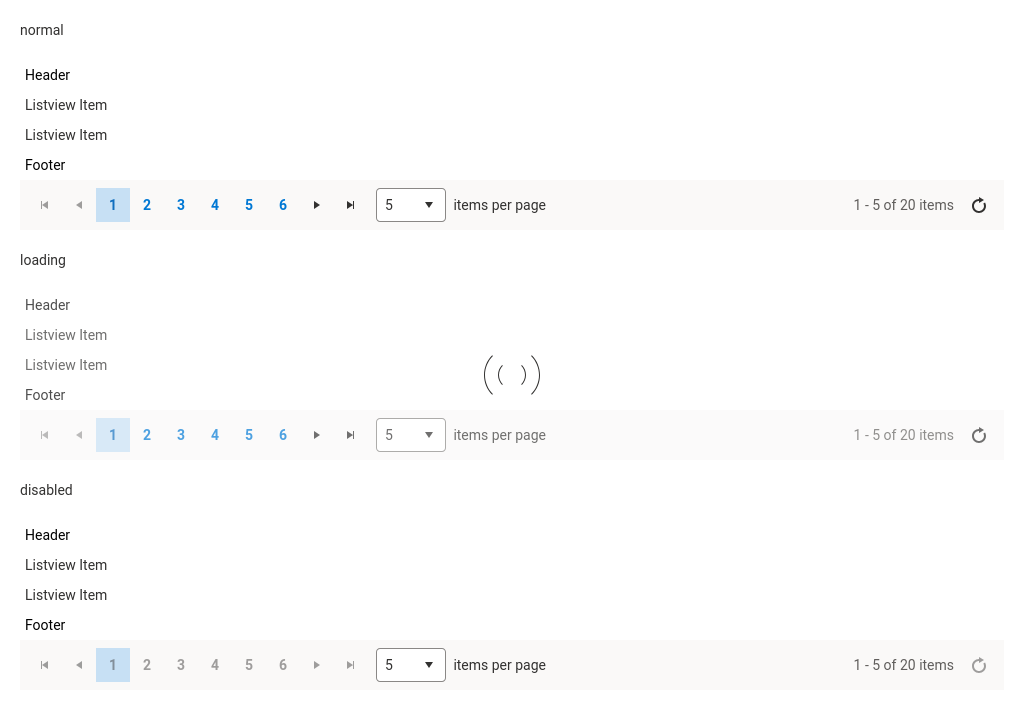 normal
Header
Listview Item
Listview Item
Footer
1 2 3 4 5 6 5 items per page 1 - 5 of 20 items
loading
Header
Listview Item
Listview Item
Footer
1 2 3 4 5 6 5 items per page 1 - 5 of 20 items
disabled
Header
Listview Item
Listview Item
Footer
1 2 3 4 5 6 5 items per page 1 - 5 of 20 items